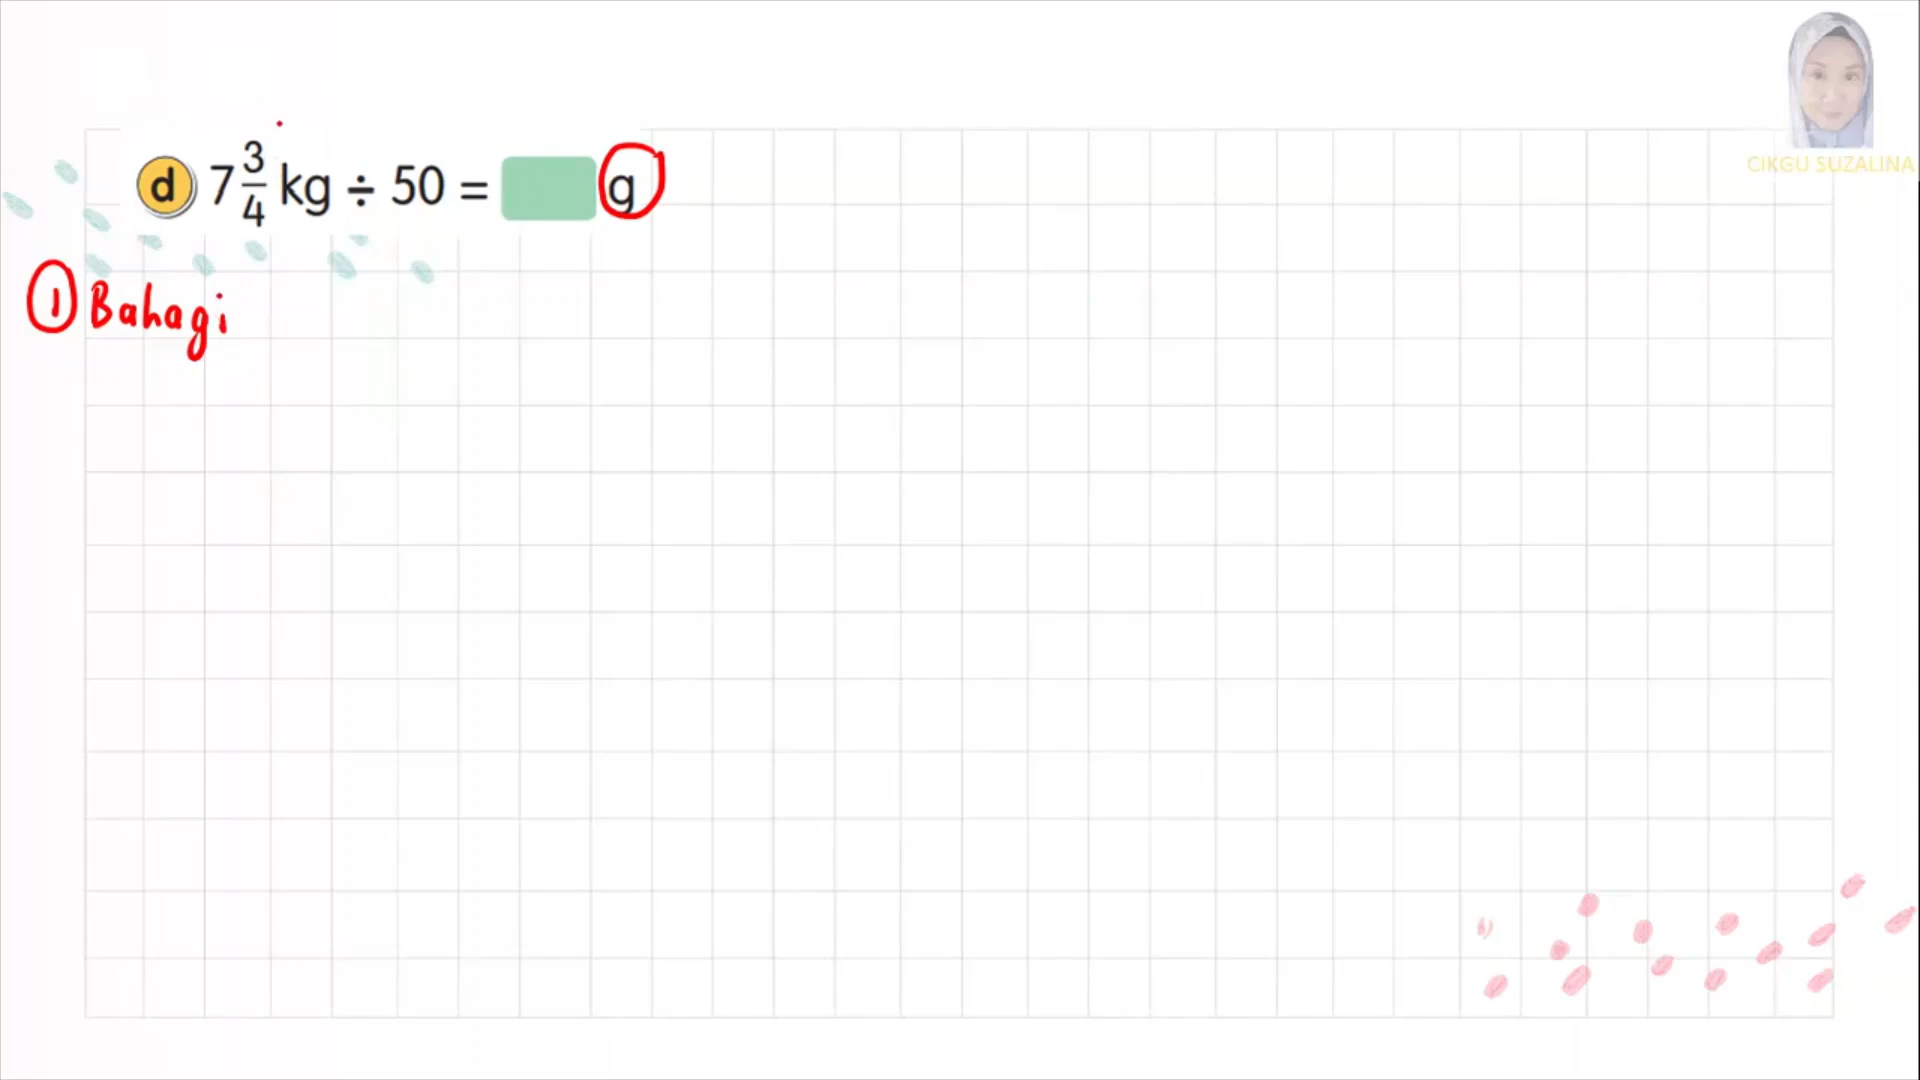 CIKGU SUZALINA
d 7 3/4 kg ÷ 50 = g
1 Bahagi